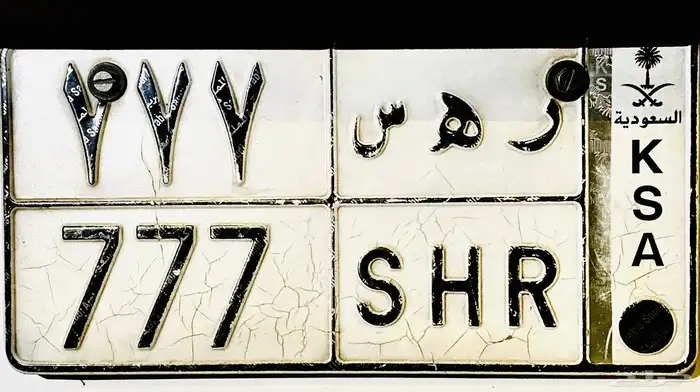 ٧٧٧ ر ه س
777 SHR
السعودية
K
S
A